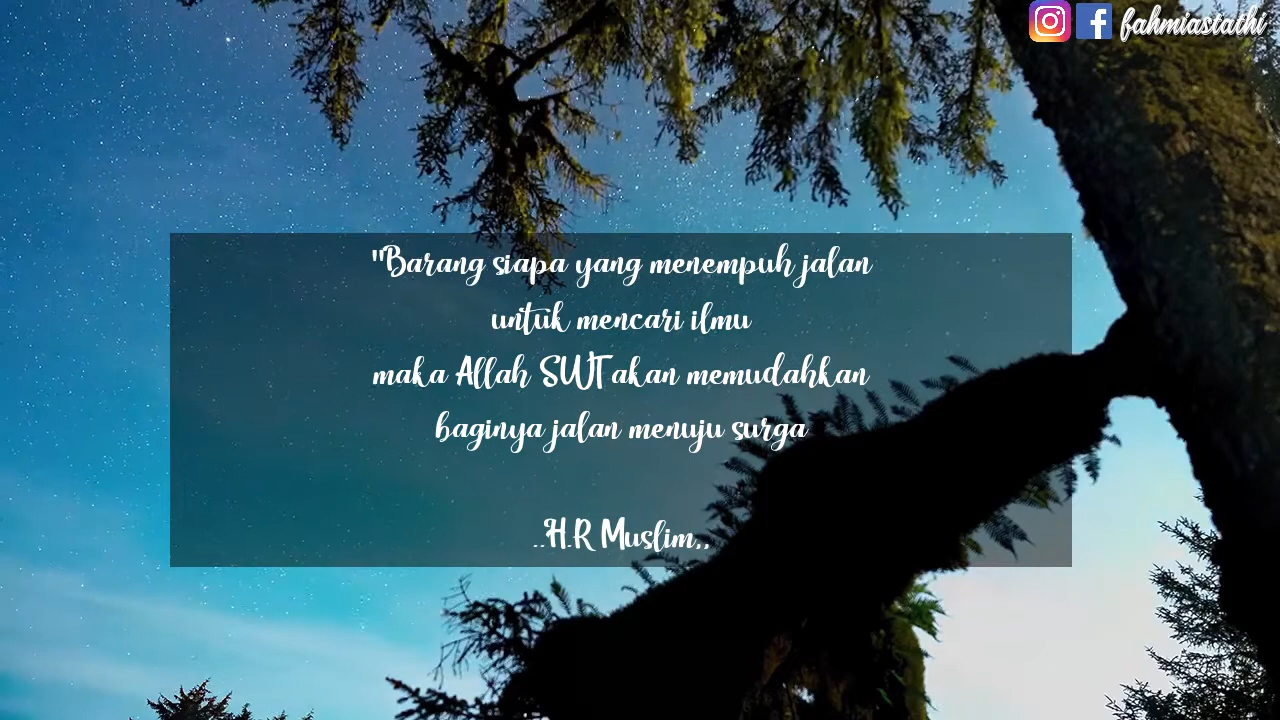 fahmiastathi
"Barang siapa yang menempuh jalan
untuk mencari ilmu
maka Allah SWT akan memudahkan
baginya jalan menuju surga
..H.R Muslim,,